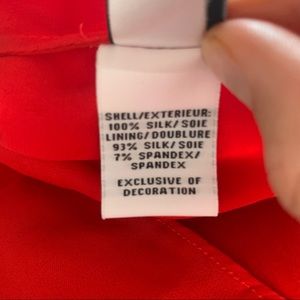 SHELL/EXTERIEUR:
100% SILK/SOIE
LINING/DOUBLURE
93% SILK/SOIE
7% SPANDEX/
SPANDEX
EXCLUSIVE OF
DECORATION